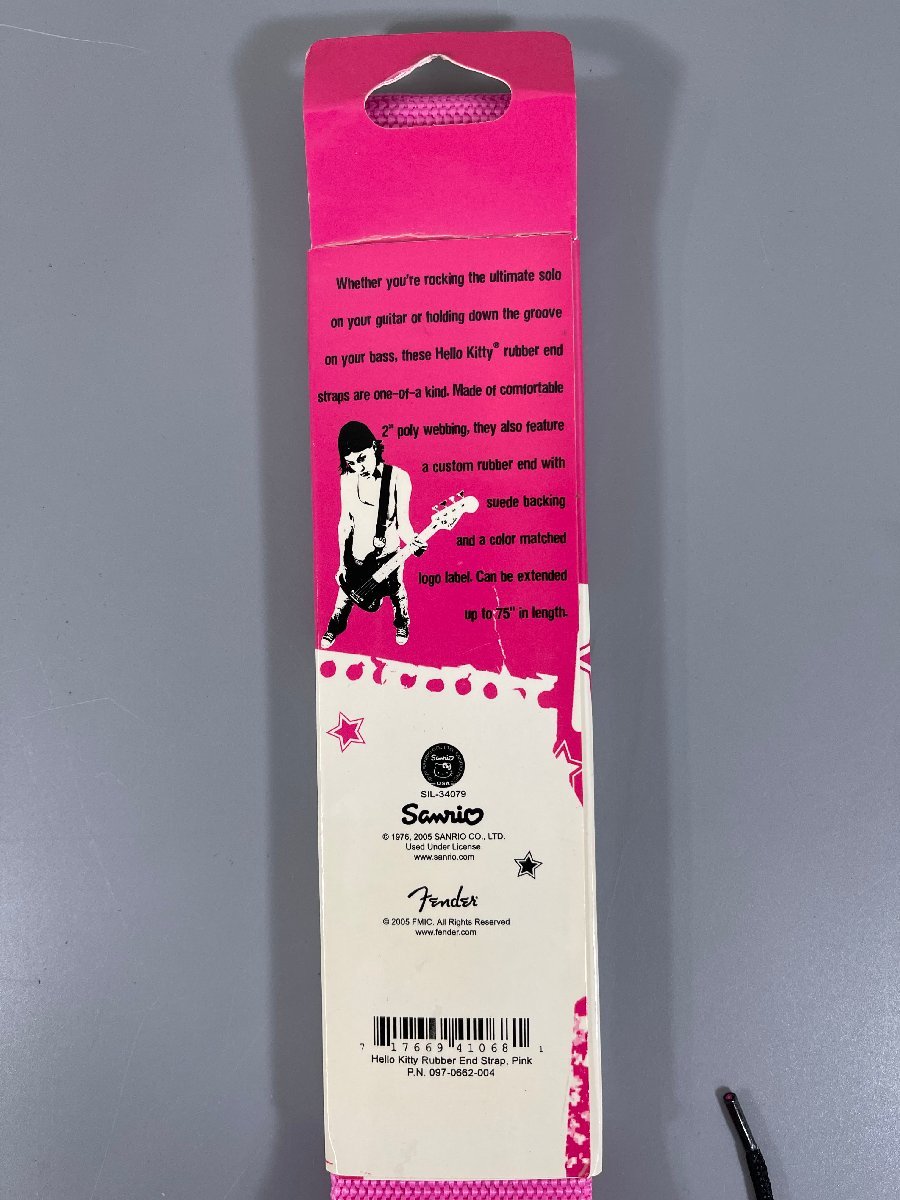 Whether you're rocking the ultimate solo
on your guitar or holding down the groove
on your bass, these Hello Kitty® rubber end
straps are one-of-a kind. Made of comfortable
2" poly webbing, they also feature
a custom rubber end with
suede backing
and a color matched
logo label. Can be extended
up to 75" in length.
Sanrio
SIL-34079
Sanrio
© 1976, 2005 SANRIO CO., LTD.
Used Under License
www.sanrio.com
Fender
© 2005 FMIC. All Rights Reserved
www.fender.com
7 17669 41068 1
Hello Kitty Rubber End Strap, Pink
P.N. 097-0662-004